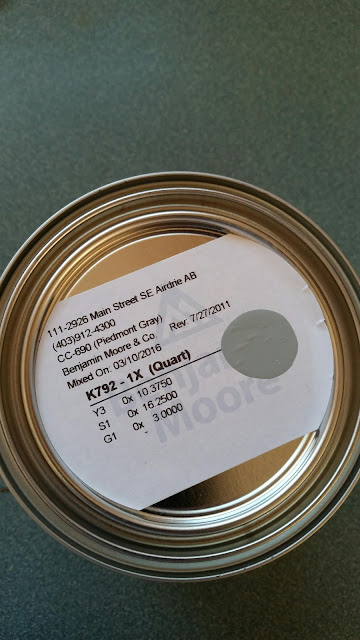 111-2926 Main Street SE Airdrie AB
(403)912-4300
CC-690 (Piedmont Gray)
Benjamin Moore & Co Rev: 7/27/2011
Mixed On: 03/10/2016
K792 - 1X (Quart)
Y3 0x 10.3750
S1 0x 16.2500
G1 0x 3.0000
-
Benjamin
Moore